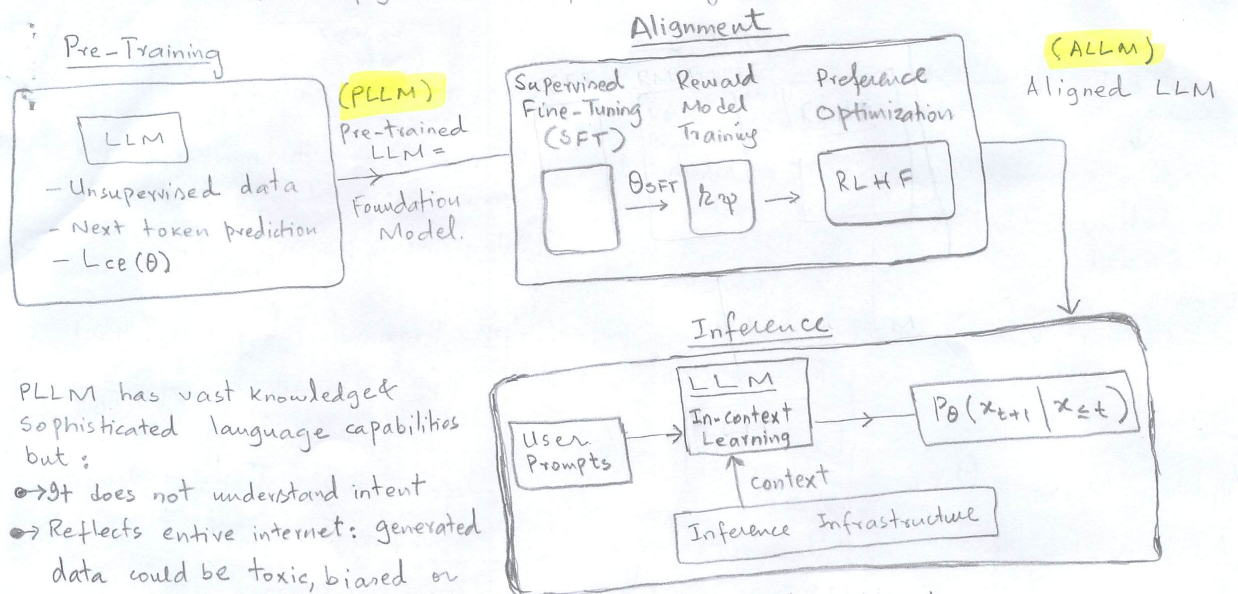 Pre-Training
LLM
- Unsupervised data
- Next token prediction
- Lce(θ)
(PLLM)
Pre-trained
LLM =
Foundation
Model.
Alignment
Supervised
Fine-Tuning
(SFT)
θSFT
Reward
Model
Training
Preference
Optimization
RLHF
(ALLM)
Aligned LLM
Inference
User
Prompts
LLM
In-context
Learning
Pθ(xt+1 | x≤t)
context
Inference Infrastructure
PLLM has vast knowledge &
Sophisticated language capabilities
but :
→ It does not understand intent
→ Reflects entire internet: generated
data could be toxic, biased or